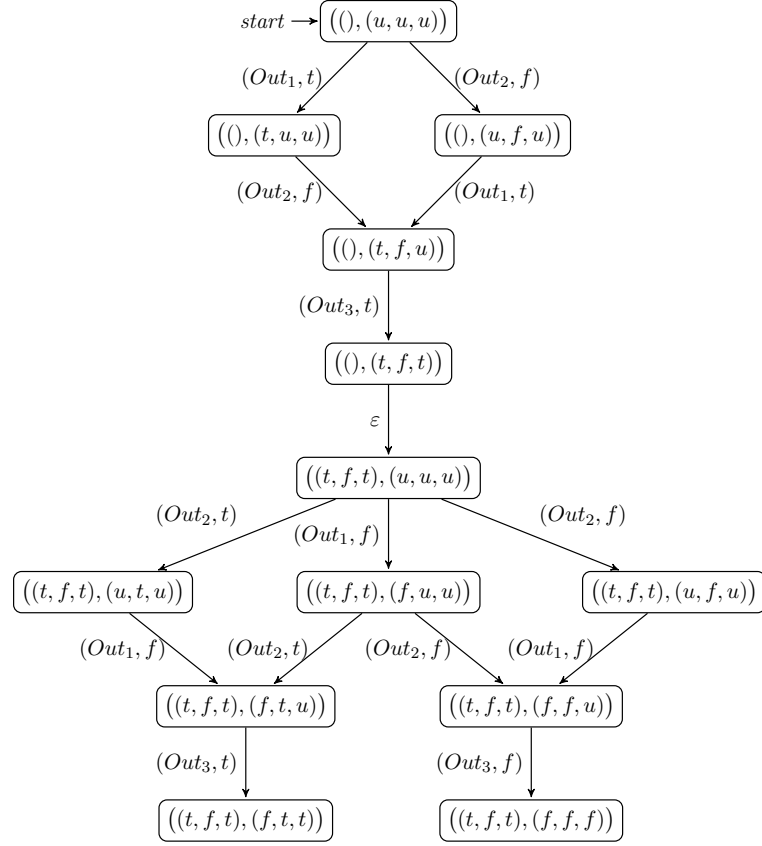 start ((), (u, u, u))
(Out₁, t) (Out₂, f)
((), (t, u, u)) ((), (u, f, u))
(Out₂, f) (Out₁, t)
((), (t, f, u))
(Out₃, t)
((), (t, f, t))
ε
((t, f, t), (u, u, u))
(Out₂, t) (Out₁, f) (Out₂, f)
((t, f, t), (u, t, u)) ((t, f, t), (f, u, u)) ((t, f, t), (u, f, u))
(Out₁, f) (Out₂, t) (Out₂, f) (Out₁, f)
((t, f, t), (f, t, u)) ((t, f, t), (f, f, u))
(Out₃, t) (Out₃, f)
((t, f, t), (f, t, t)) ((t, f, t), (f, f, f))